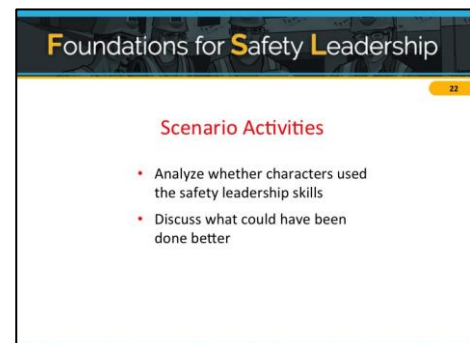 Foundations for Safety Leadership
22
Scenario Activities
• Analyze whether characters used
the safety leadership skills
• Discuss what could have been
done better